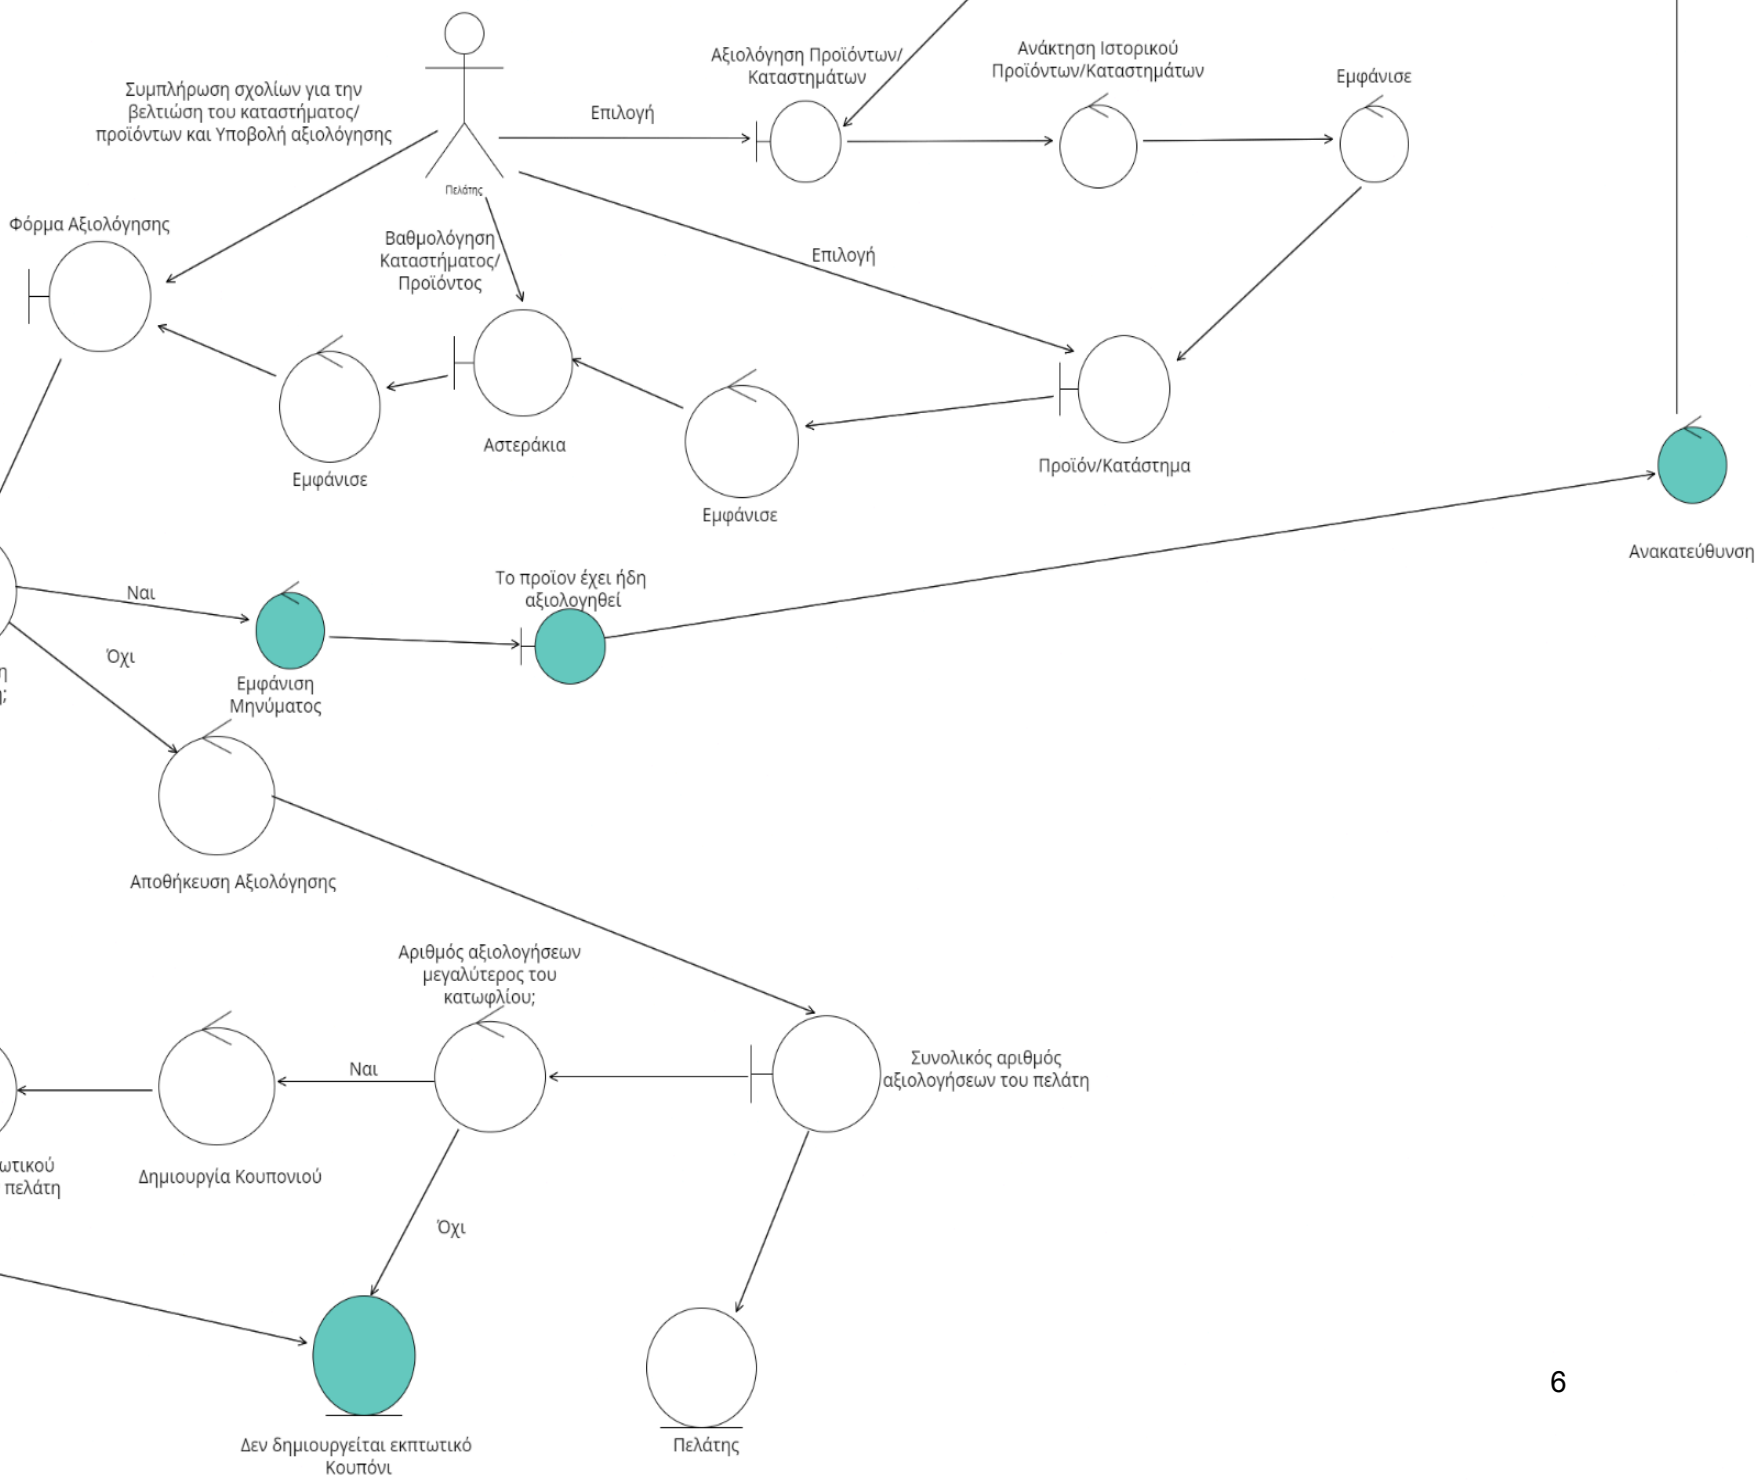 Αξιολόγηση Προϊόντων/
Καταστημάτων
Ανάκτηση Ιστορικού
Προϊόντων/Καταστημάτων
Εμφάνισε
Συμπλήρωση σχολίων για την
βελτίωση του καταστήματος/
προϊόντων και Υποβολή αξιολόγησης
Επιλογή
Πελάτης
Φόρμα Αξιολόγησης
Βαθμολόγηση
Καταστήματος/
Προϊόντος
Επιλογή
Αστεράκια
Εμφάνισε
Εμφάνισε
Προϊόν/Κατάστημα
Ανακατεύθυνση
Ναι
Το προϊον έχει ήδη
αξιολογηθεί
Όχι
η
;
Εμφάνιση
Μηνύματος
Αποθήκευση Αξιολόγησης
Αριθμός αξιολογήσεων
μεγαλύτερος του
κατωφλίου;
Ναι
Συνολικός αριθμός
αξιολογήσεων του πελάτη
ωτικού
πελάτη
Δημιουργία Κουπονιού
Όχι
6
Δεν δημιουργείται εκπτωτικό
Κουπόνι
Πελάτης